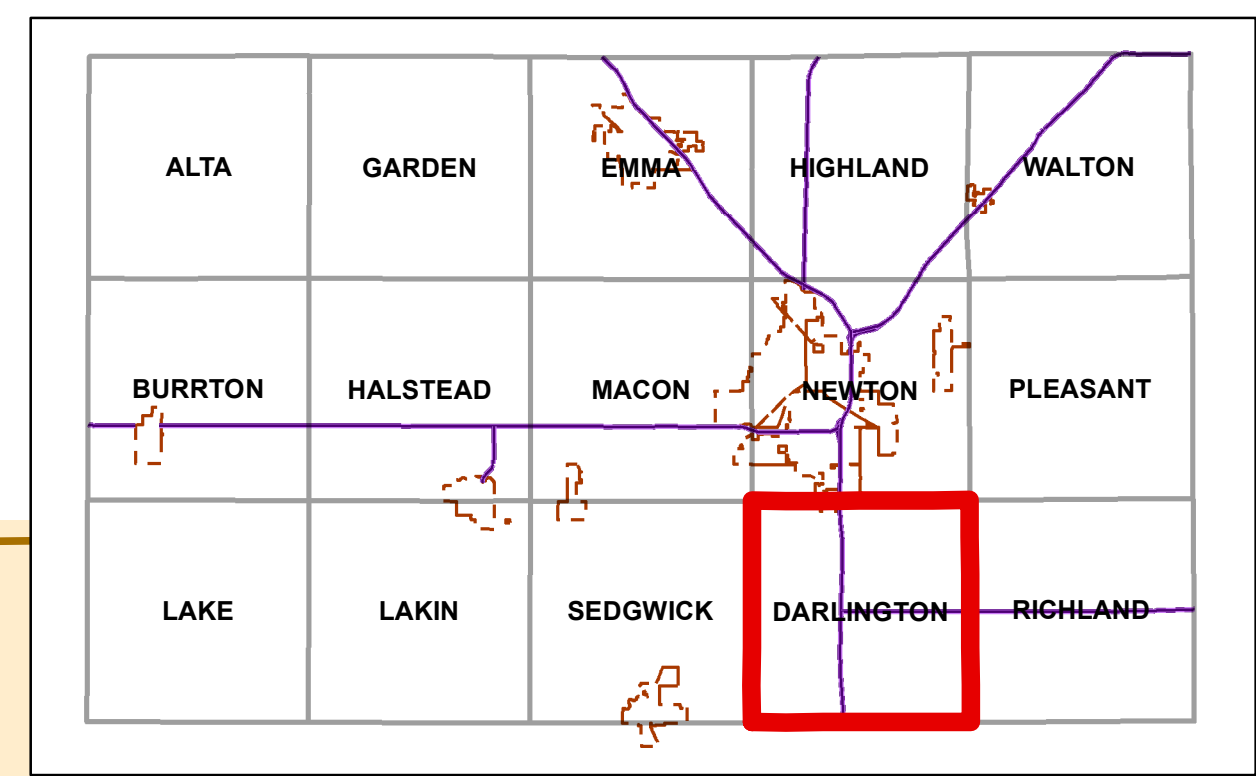 ALTA
GARDEN
EMMA
HIGHLAND
WALTON
BURRTON
HALSTEAD
MACON
NEWTON
PLEASANT
LAKE
LAKIN
SEDGWICK
DARLINGTON
RICHLAND